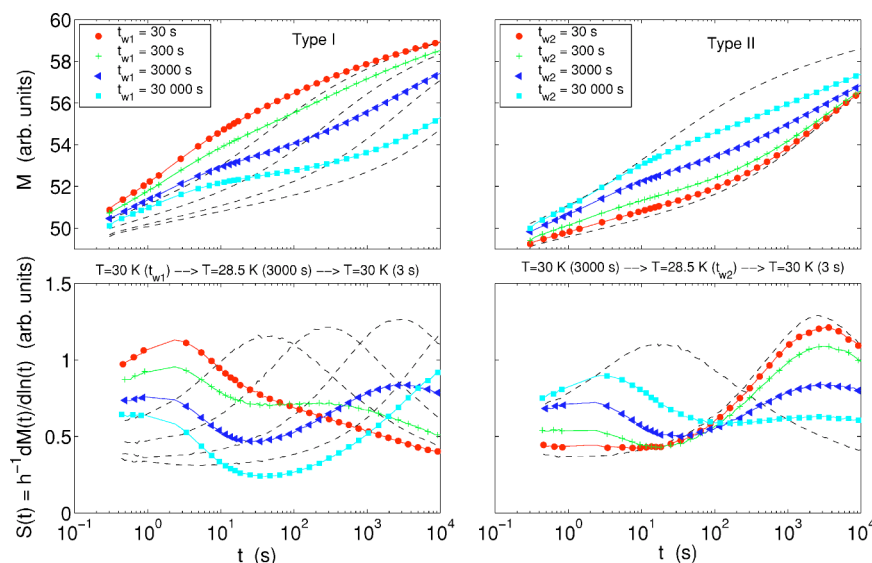 60
58
56
54
52
50
M (arb. units)
t_w1 = 30 s
t_w1 = 300 s
t_w1 = 3000 s
t_w1 = 30 000 s
Type I
t_w2 = 30 s
t_w2 = 300 s
t_w2 = 3000 s
t_w2 = 30 000 s
Type II
T=30 K (t_w1) −−> T=28.5 K (3000 s) −−> T=30 K (3 s)
T=30 K (3000 s) −−> T=28.5 K (t_w2) −−> T=30 K (3 s)
1.5
1
0.5
0
S(t) = h^−1 dM(t)/dln(t) (arb. units)
10^−1 10^0 10^1 10^2 10^3 10^4
t (s)
10^−1 10^0 10^1 10^2 10^3 10^4
t (s)